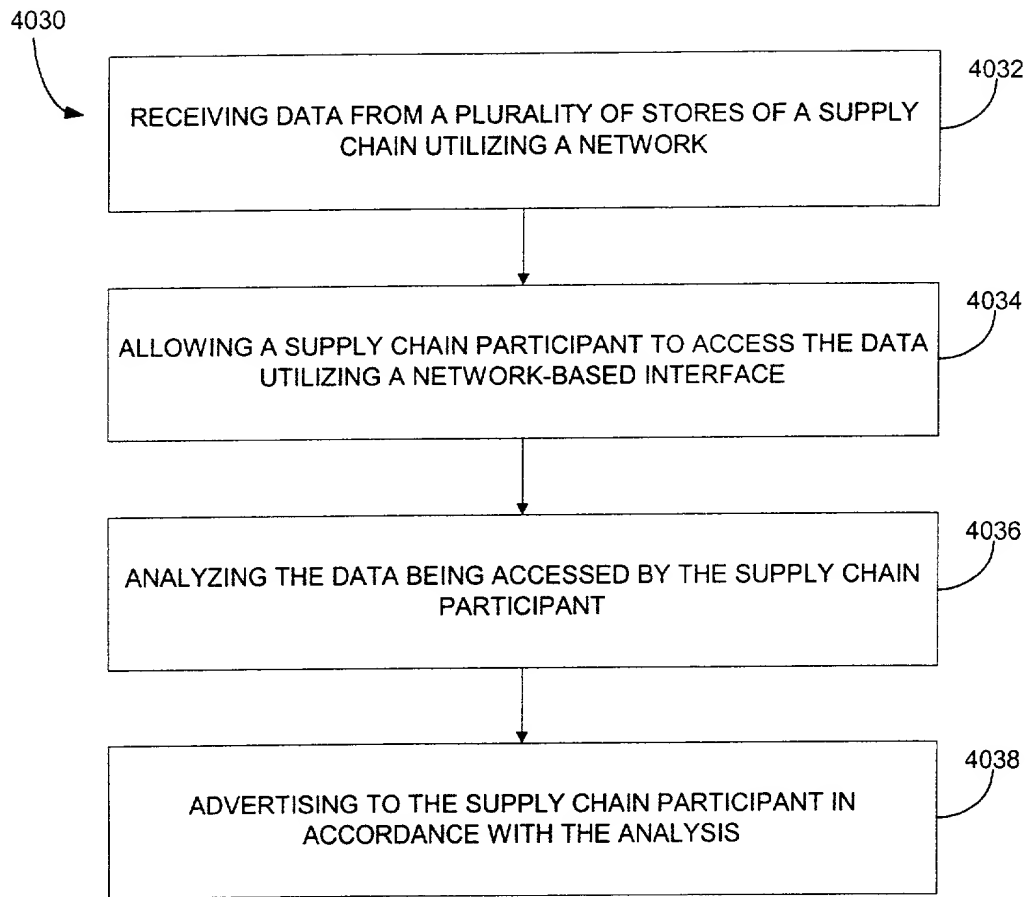 4030
4032
RECEIVING DATA FROM A PLURALITY OF STORES OF A SUPPLY
CHAIN UTILIZING A NETWORK
4034
ALLOWING A SUPPLY CHAIN PARTICIPANT TO ACCESS THE DATA
UTILIZING A NETWORK-BASED INTERFACE
4036
ANALYZING THE DATA BEING ACCESSED BY THE SUPPLY CHAIN
PARTICIPANT
4038
ADVERTISING TO THE SUPPLY CHAIN PARTICIPANT IN
ACCORDANCE WITH THE ANALYSIS